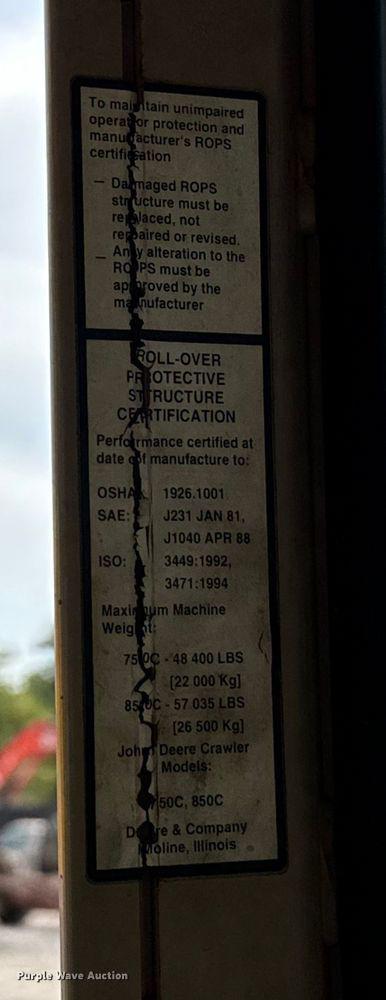 To maintain unimpaired
operator protection and
manufacturer's ROPS
certification
— Damaged ROPS
structure must be
replaced, not
repaired or revised.
— Any alteration to the
ROPS must be
approved by the
manufacturer
ROLL-OVER
PROTECTIVE
STRUCTURE
CERTIFICATION
Performance certified at
date of manufacture to:
OSHA: 1926.1001
SAE: J231 JAN 81,
J1040 APR 88
ISO: 3449:1992,
3471:1994
Maximum Machine
Weight:
750C - 48 400 LBS
[22 000 Kg]
850C - 57 035 LBS
[26 500 Kg]
John Deere Crawler
Models:
750C, 850C
Deere & Company
Moline, Illinois
Purple Wave Auction